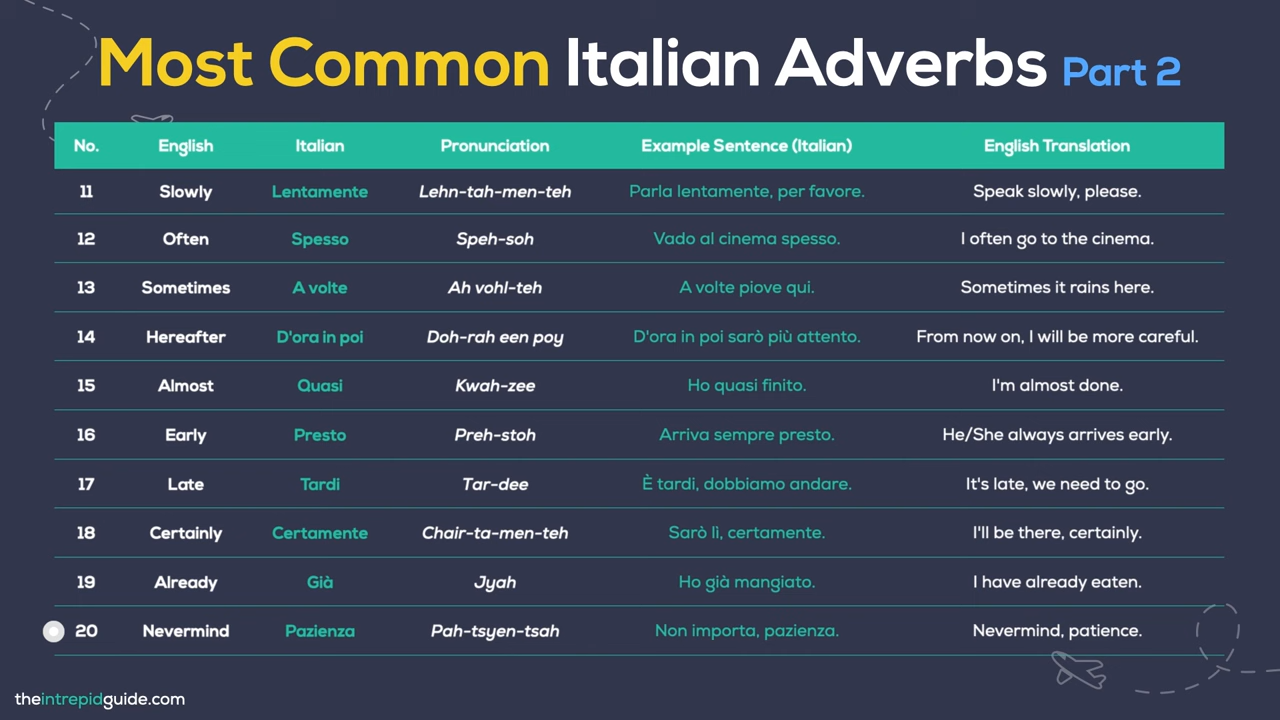 Most Common Italian Adverbs Part 2
No. English Italian Pronunciation Example Sentence (Italian) English Translation
11 Slowly Lentamente Lehn-tah-men-teh Parla lentamente, per favore. Speak slowly, please.
12 Often Spesso Speh-soh Vado al cinema spesso. I often go to the cinema.
13 Sometimes A volte Ah vohl-teh A volte piove qui. Sometimes it rains here.
14 Hereafter D'ora in poi Doh-rah een poy D'ora in poi sarò più attento. From now on, I will be more careful.
15 Almost Quasi Kwah-zee Ho quasi finito. I'm almost done.
16 Early Presto Preh-stoh Arriva sempre presto. He/She always arrives early.
17 Late Tardi Tar-dee È tardi, dobbiamo andare. It's late, we need to go.
18 Certainly Certamente Chair-ta-men-teh Sarò lì, certamente. I'll be there, certainly.
19 Already Già Jyah Ho già mangiato. I have already eaten.
20 Nevermind Pazienza Pah-tsyen-tsah Non importa, pazienza. Nevermind, patience.
theintrepidguide.com